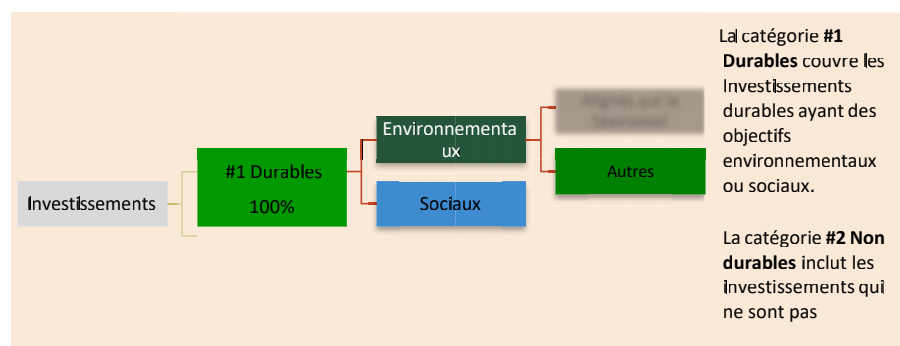 Investissements
#1 Durables
100%
Environnementa
ux
Sociaux
Autres
La catégorie #1
Durables couvre les
Investissements
durables ayant des
objectifs
environnementaux
ou sociaux.
La catégorie #2 Non
durables inclut les
investissements qui
ne sont pas